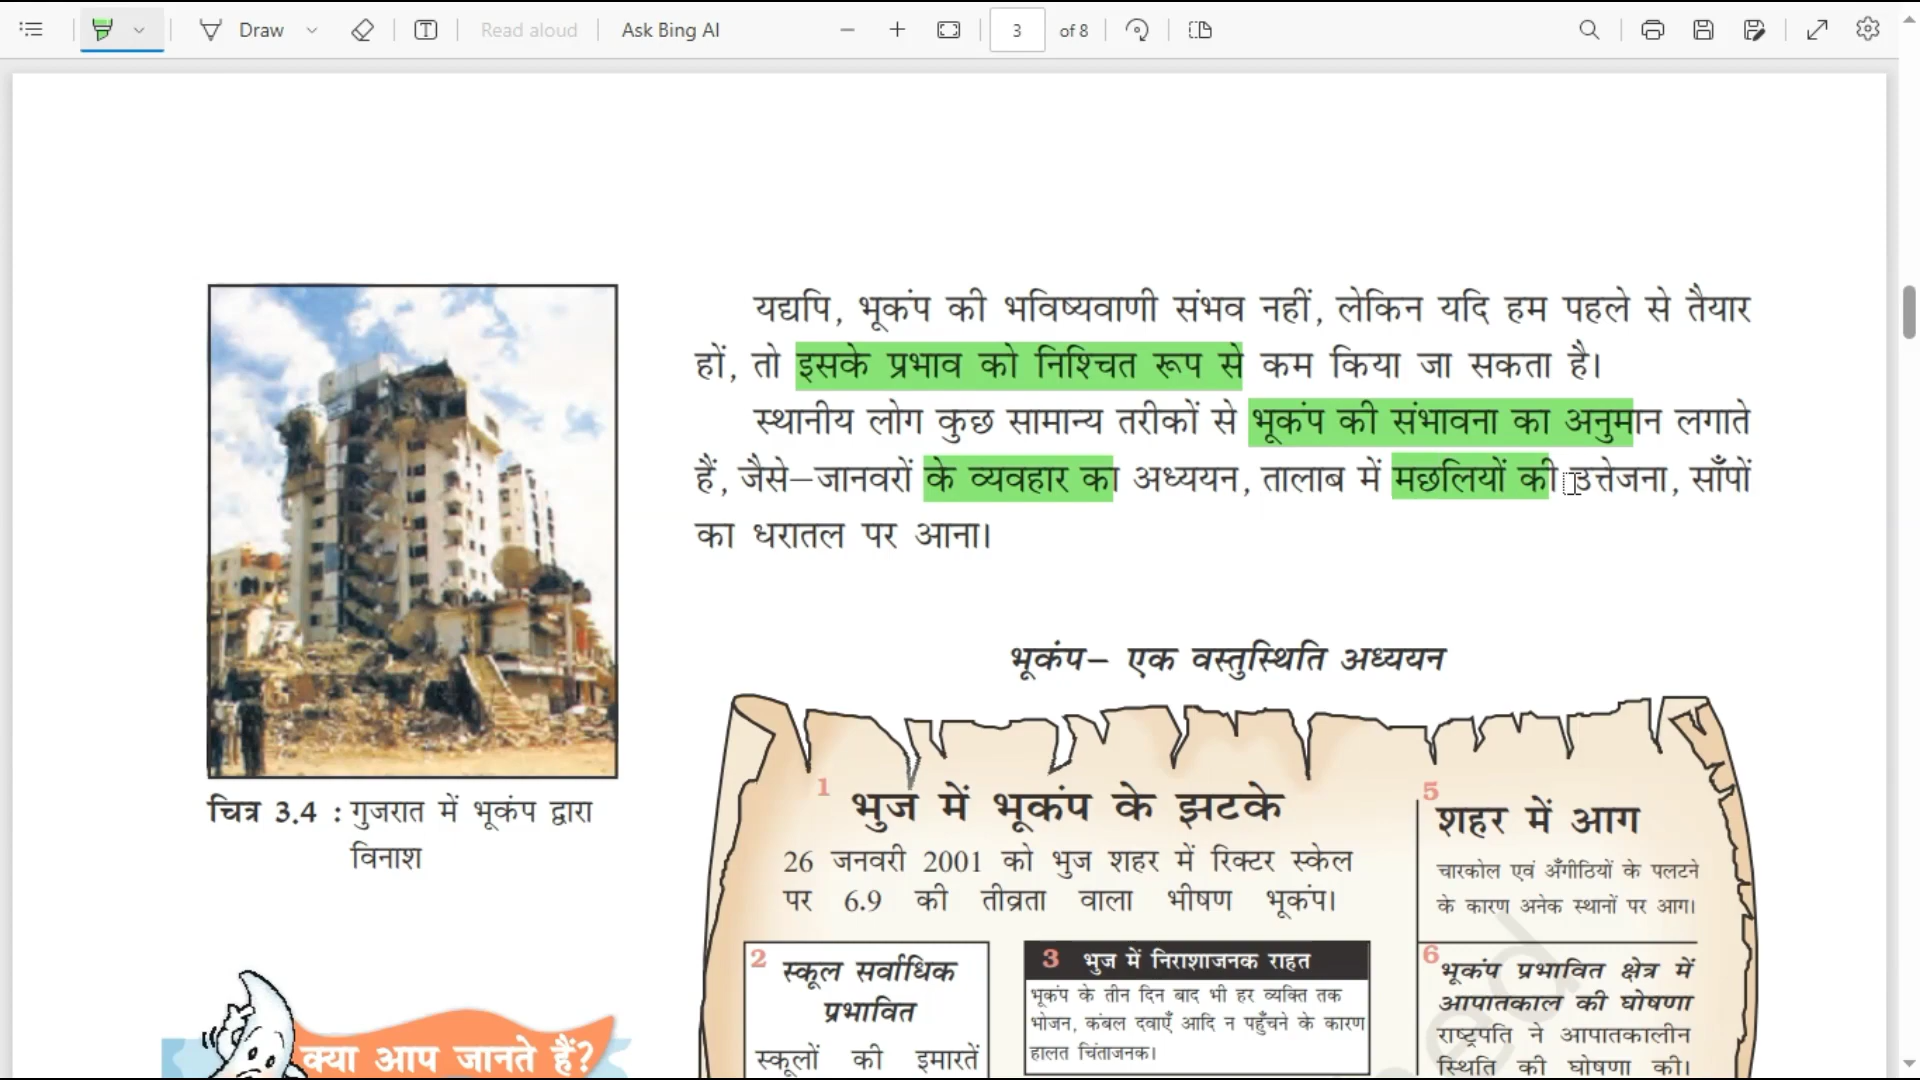 Draw
Read aloud
Ask Bing AI
3 of 8
यद्यपि, भूकंप की भविष्यवाणी संभव नहीं, लेकिन यदि हम पहले से तैयार
हों, तो इसके प्रभाव को निश्चित रूप से कम किया जा सकता है।
स्थानीय लोग कुछ सामान्य तरीकों से भूकंप की संभावना का अनुमान लगाते
हैं, जैसे–जानवरों के व्यवहार का अध्ययन, तालाब में मछलियों की उत्तेजना, साँपों
का धरातल पर आना।
चित्र 3.4 : गुजरात में भूकंप द्वारा
विनाश
भूकंप– एक वस्तुस्थिति अध्ययन
1
भुज में भूकंप के झटके
26 जनवरी 2001 को भुज शहर में रिक्टर स्केल
पर 6.9 की तीव्रता वाला भीषण भूकंप।
2 स्कूल सर्वाधिक
प्रभावित
स्कूलों की इमारतें
3 भुज में निराशाजनक राहत
भूकंप के तीन दिन बाद भी हर व्यक्ति तक
भोजन, कंबल दवाएँ आदि न पहुँचने के कारण
हालत चिंताजनक।
5
शहर में आग
चारकोल एवं अँगीठियों के पलटने
के कारण अनेक स्थानों पर आग।
6
भूकंप प्रभावित क्षेत्र में
आपातकाल की घोषणा
राष्ट्रपति ने आपातकालीन
स्थिति की घोषणा की।
क्या आप जानते हैं?